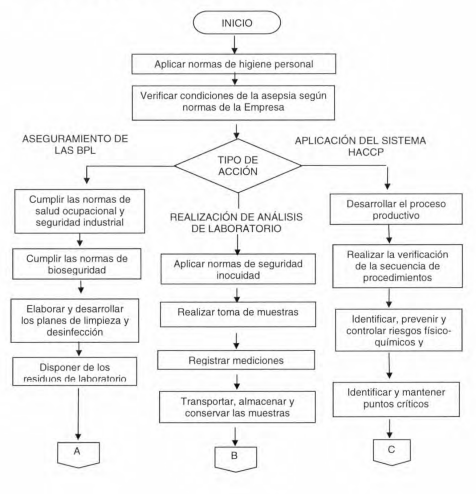 INICIO
Aplicar normas de higiene personal
Verificar condiciones de la asepsia según
normas de la Empresa
ASEGURAMIENTO DE
LAS BPL
TIPO DE
ACCIÓN
APLICACIÓN DEL SISTEMA
HACCP
REALIZACIÓN DE ANÁLISIS
DE LABORATORIO
Cumplir las normas de
salud ocupacional y
seguridad industrial
Cumplir las normas de
bioseguridad
Elaborar y desarrollar
los planes de limpieza y
desinfección
Disponer de los
residuos de laboratorio
A
Aplicar normas de seguridad
inocuidad
Realizar toma de muestras
Registrar mediciones
Transportar, almacenar y
conservar las muestras
B
Desarrollar el proceso
productivo
Realizar la verificación
de la secuencia de
procedimientos
Identificar, prevenir y
controlar riesgos físico-
químicos y
Identificar y mantener
puntos críticos
C